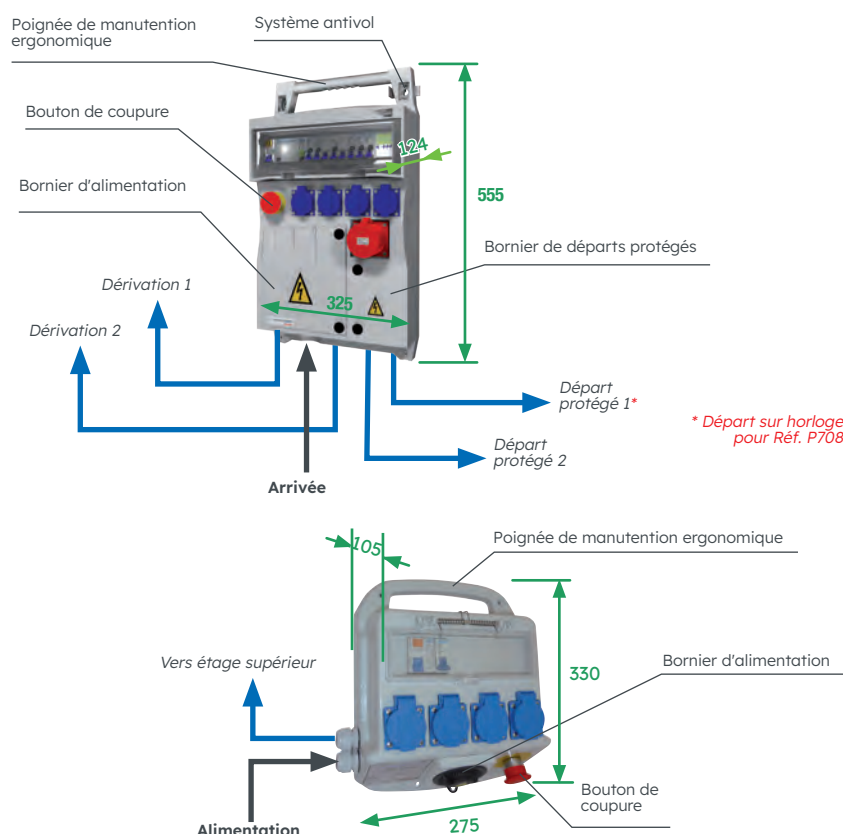 Poignée de manutention
ergonomique
Système antivol
Bouton de coupure
124
Bornier d'alimentation
555
Bornier de départs protégés
325
Dérivation 1
Dérivation 2
Départ
protégé 1*
* Départ sur horloge
pour Réf. P708
Départ
protégé 2
Arrivée
Poignée de manutention ergonomique
105
Vers étage supérieur
Bornier d'alimentation
330
Bouton de
coupure
275
Alimentation